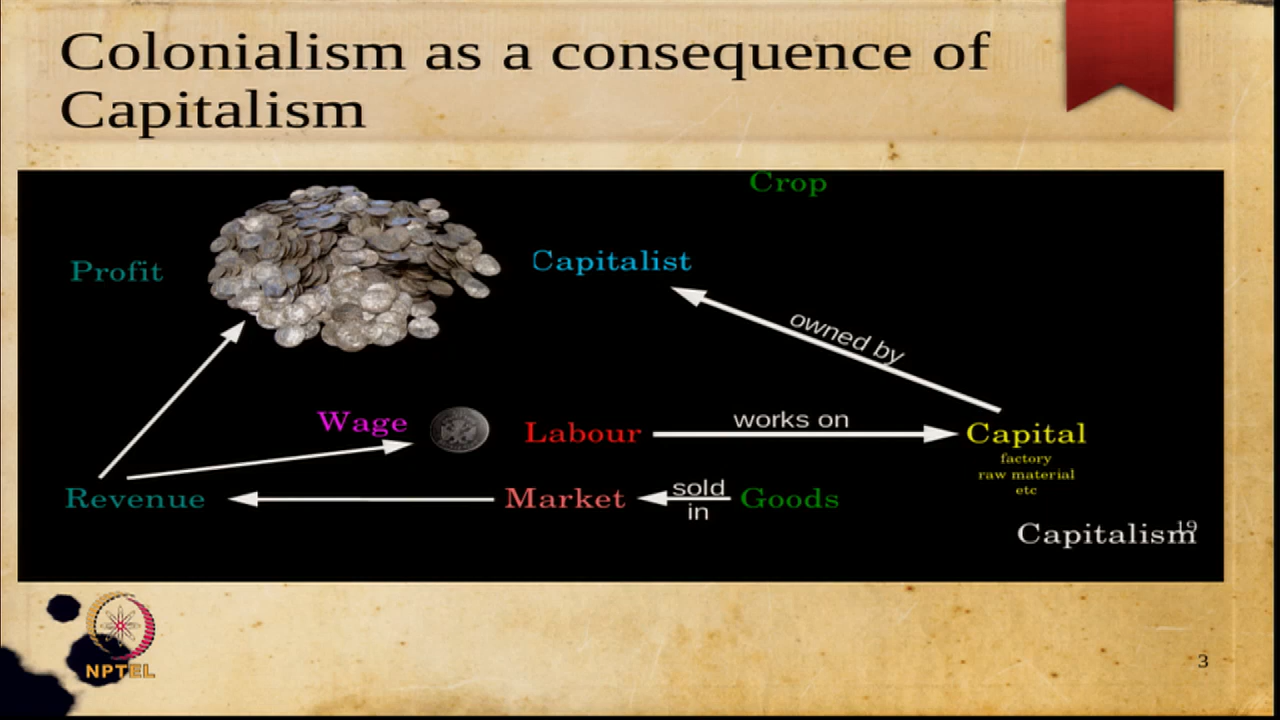 Colonialism as a consequence of
Capitalism
Crop
Profit
Capitalist
owned by
Wage
Labour
works on
Capital
factory
raw material
etc
Revenue
Market
sold
in
Goods
Capitalism
19
NPTEL
3